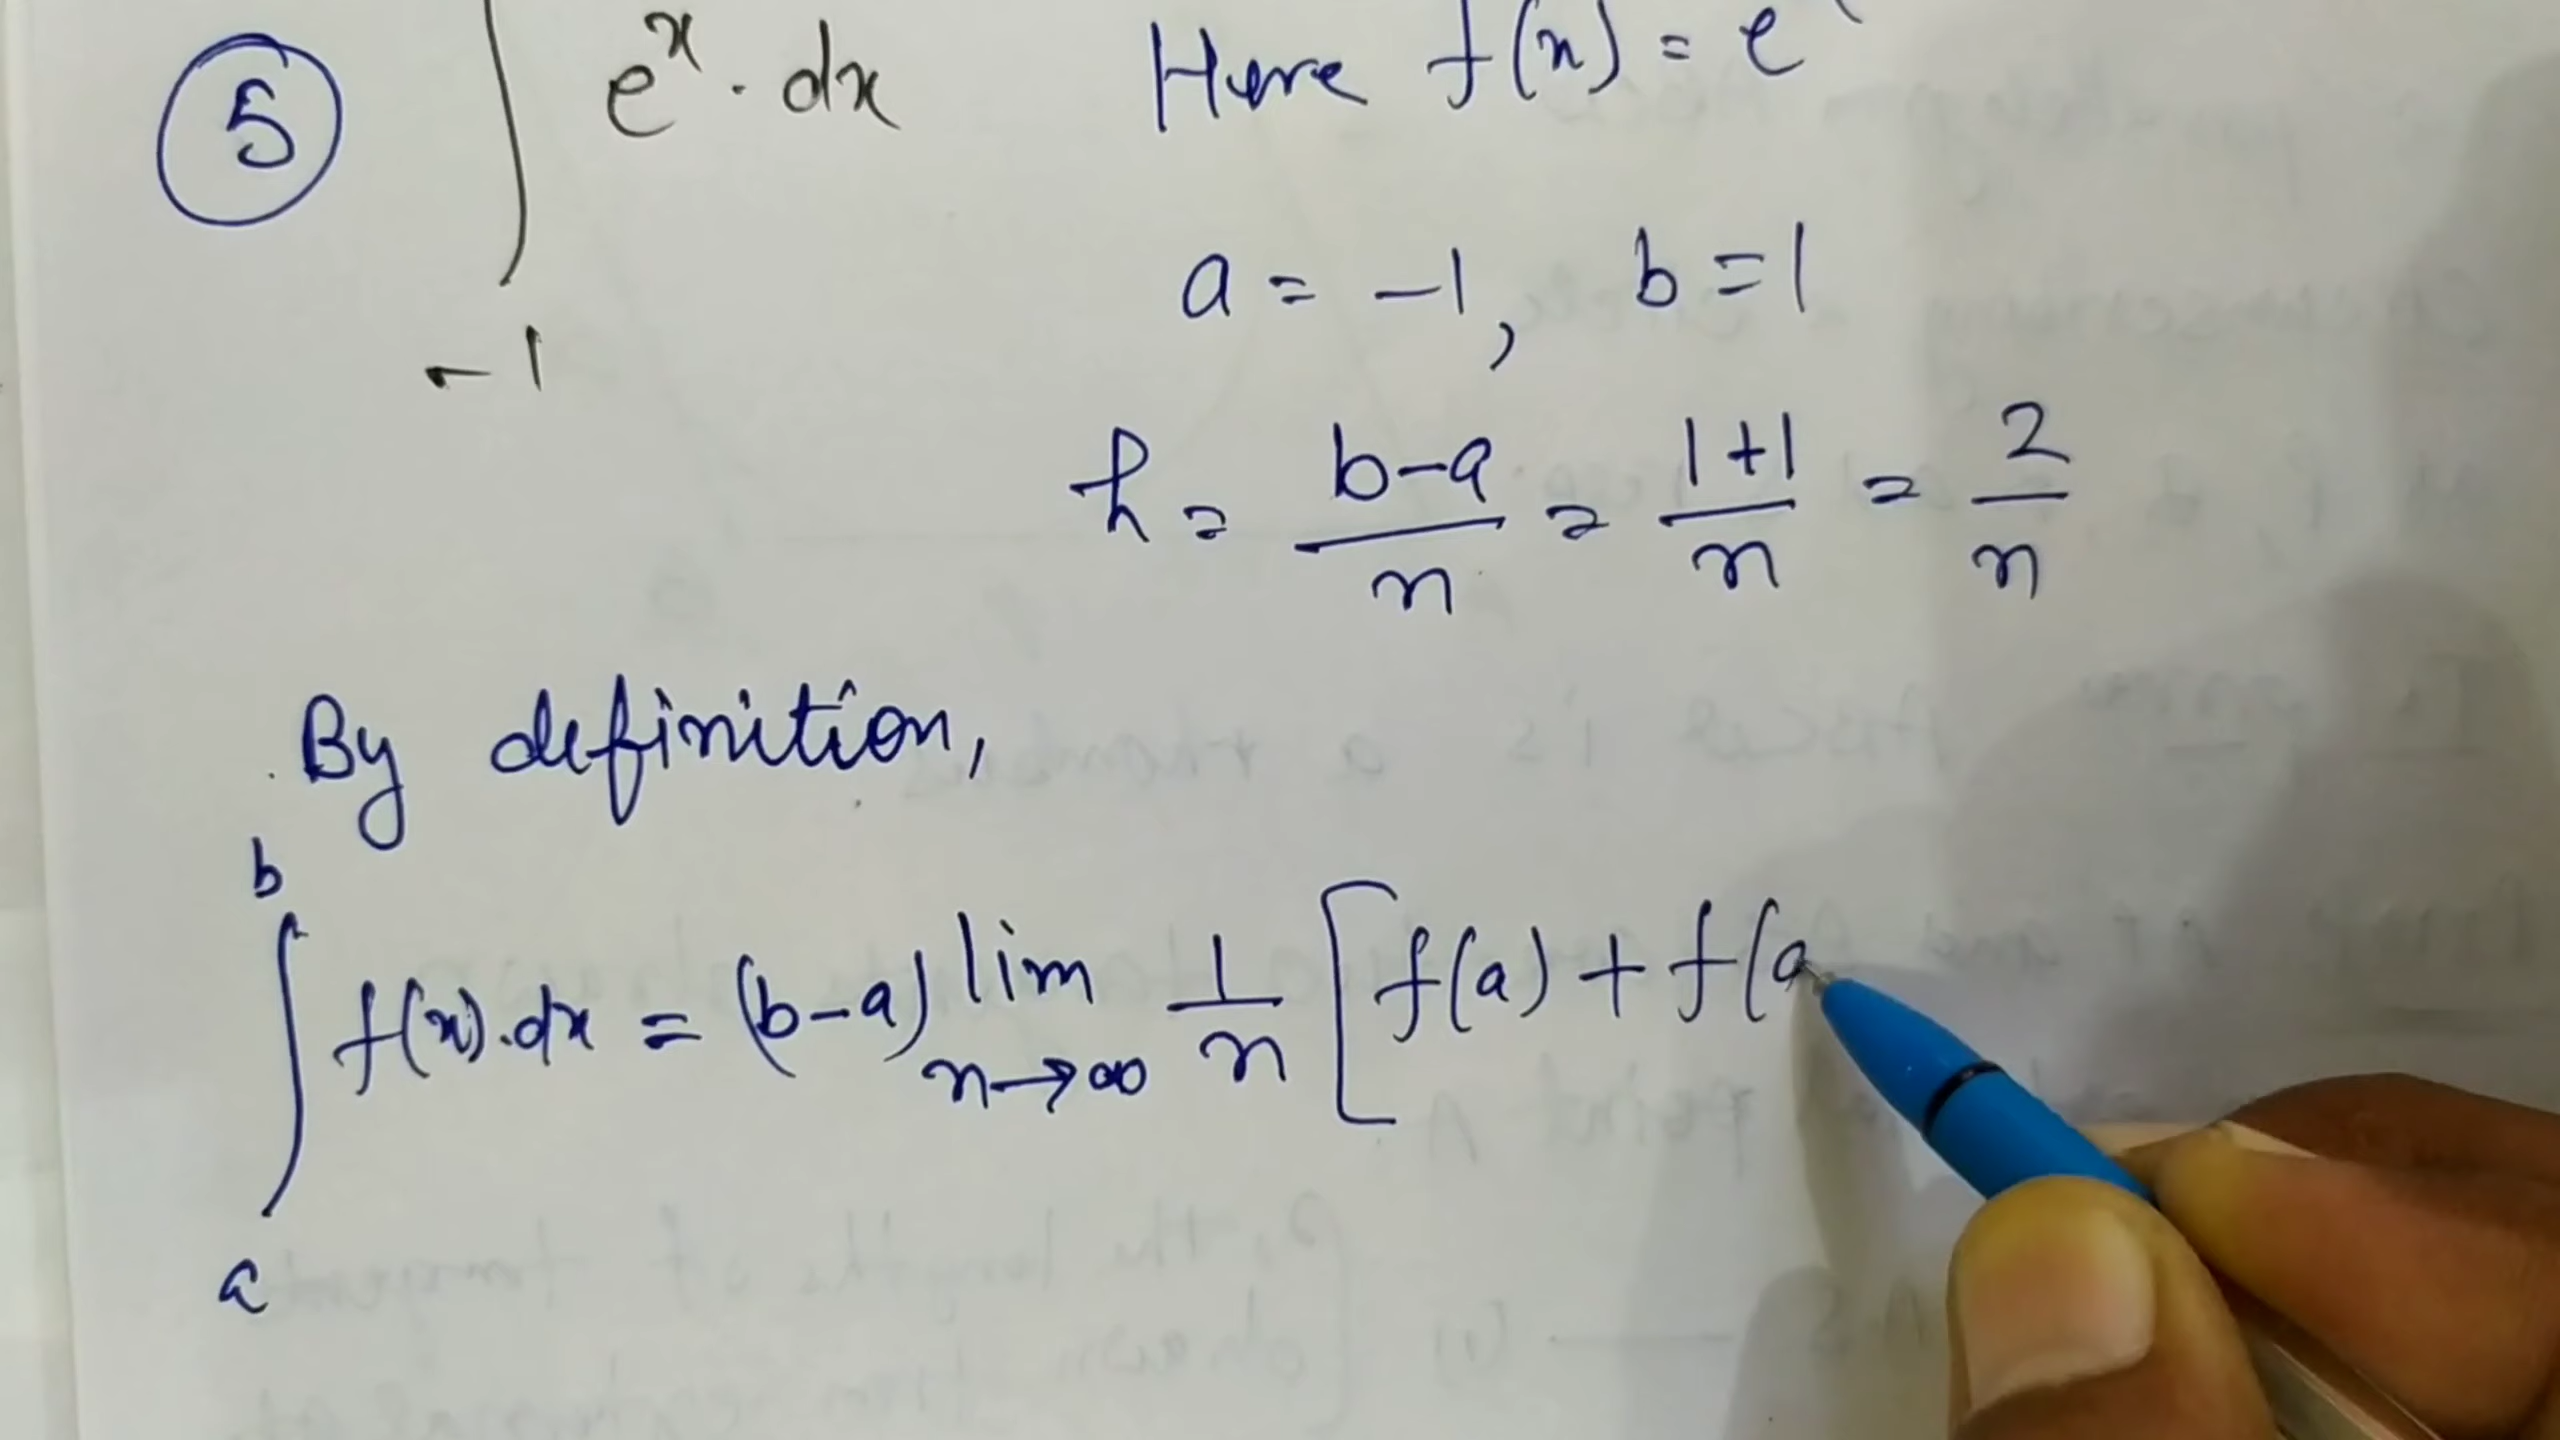 5 ∫ e^x · dx Here f(x) = e
-1
a = -1, b = 1
h = b-a/n = 1+1/n = 2/n
By definition,
b
∫ f(x).dx = (b-a) lim n→∞ 1/n [f(a) + f(a
a